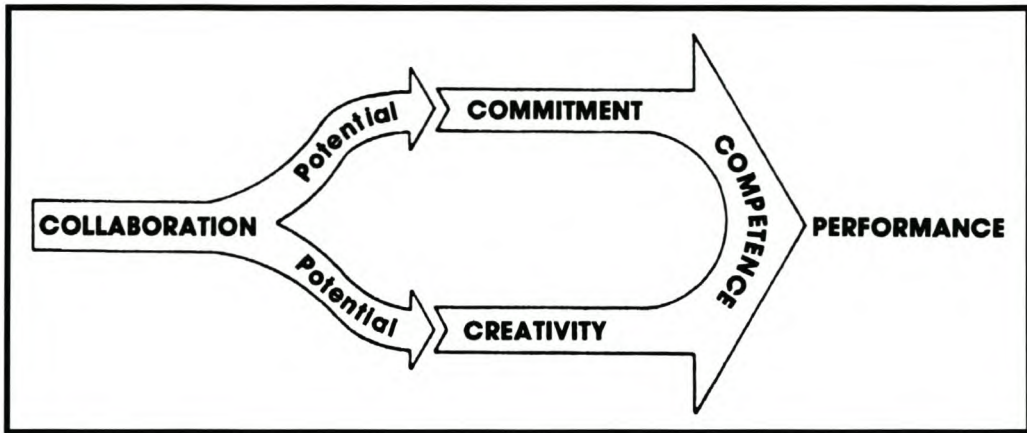 COLLABORATION
Potential
Potential
COMMITMENT
CREATIVITY
COMPETENCE
PERFORMANCE